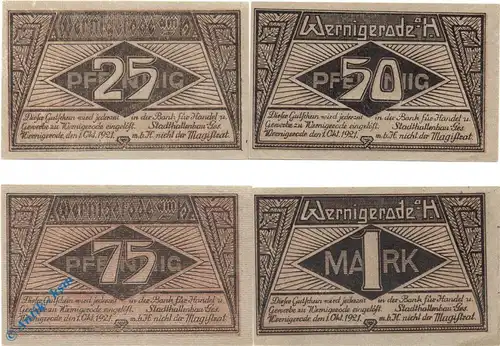 Wernigerode am H
PFENNIG
25
Dieser Gutschein wird jederzeit in der Bank für Handel u.
Gewerbe zu Wernigerode eingelöst. Stadthallenbau Ges.
Wernigerode den 1. Okt. 1921. m.b.H. nicht der Magistrat.
Wernigerode a H
PFENNIG
50
Dieser Gutschein wird jederzeit in der Bank für Handel u.
Gewerbe zu Wernigerode eingelöst. Stadthallenbau Ges.
Wernigerode den 1. Okt. 1921. m.b.H. nicht der Magistrat.
Wernigerode am H
PFENNIG
75
Dieser Gutschein wird jederzeit in der Bank für Handel u.
Gewerbe zu Wernigerode eingelöst. Stadthallenbau Ges.
Wernigerode den 1. Okt. 1921. m.b.H. nicht der Magistrat.
Wernigerode a H
MARK
1
Dieser Gutschein wird jederzeit in der Bank für Handel u.
Gewerbe zu Wernigerode eingelöst. Stadthallenbau Ges.
Wernigerode den 1. Okt. 1921. m.b.H. nicht der Magistrat.